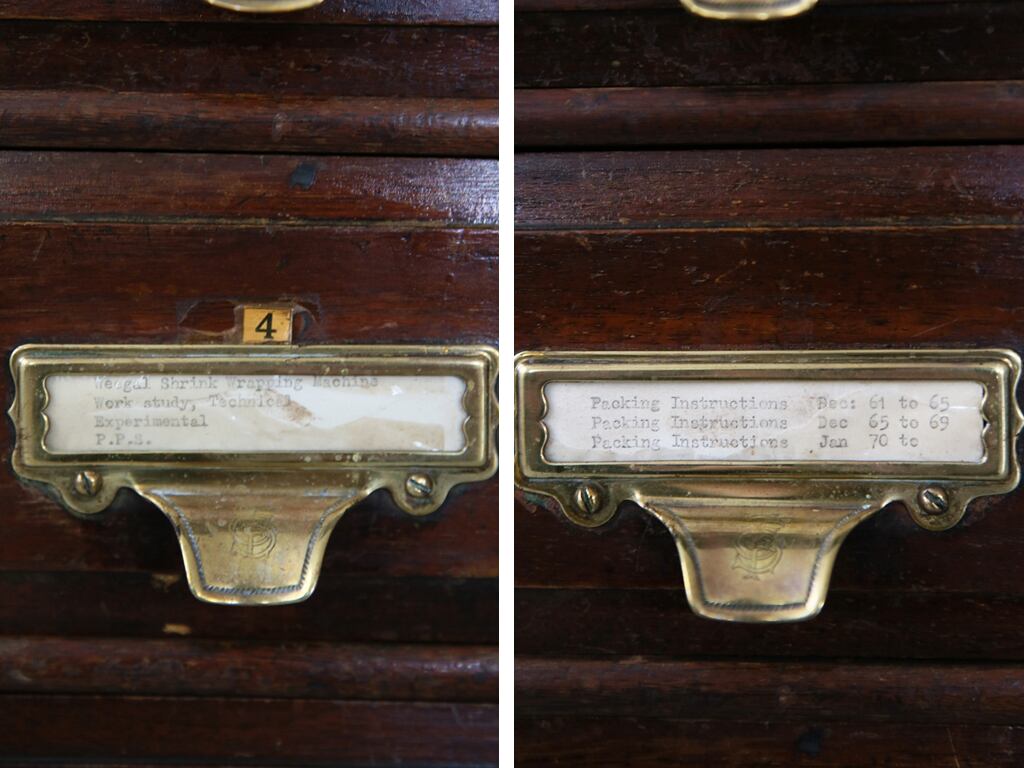 4
Weegal Shrink Wrapping Machine
Work study, Technical
Experimental
P.P.S.
Packing Instructions Dec: 61 to 65
Packing Instructions Dec 65 to 69
Packing Instructions Jan 70 to